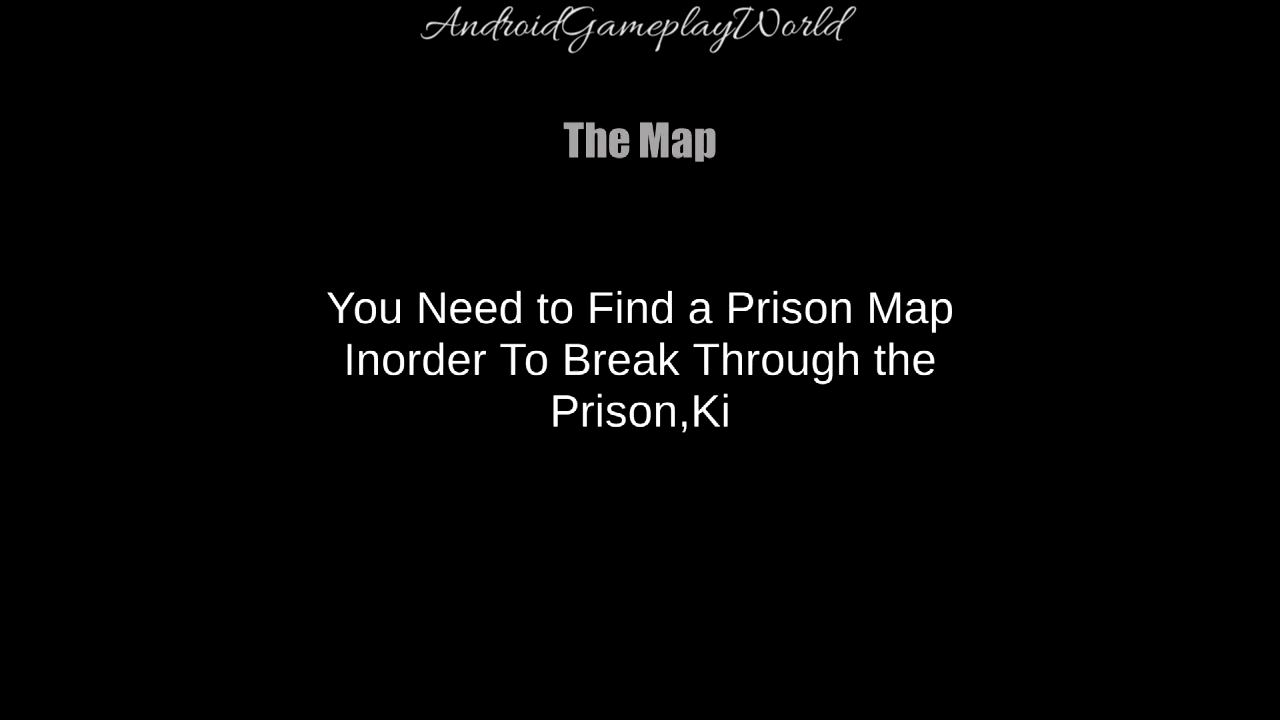 AndroidGameplayWorld
The Map
You Need to Find a Prison Map
Inorder To Break Through the
Prison,Ki